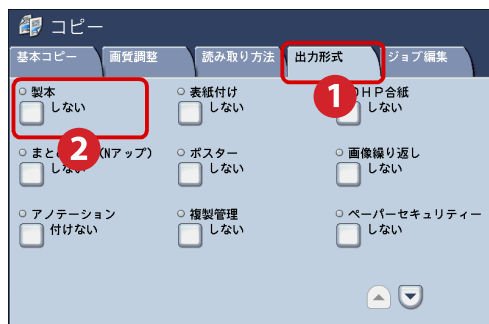 コピー
基本コピー 画質調整 読み取り方法 出力形式 ジョブ編集
製本 表紙付け HP合紙
しない しない しない
1
2
まと (Nアップ) ポスター 画像繰り返し
しない しない しない
アノテーション 複製管理 ペーパーセキュリティー
付けない しない しない